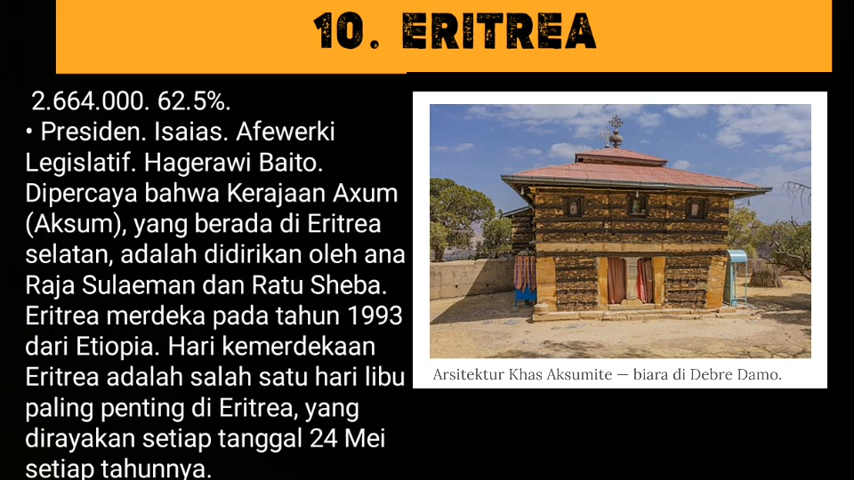 10. ERITREA
2.664.000. 62.5%.
• Presiden. Isaias. Afewerki
Legislatif. Hagerawi Baito.
Dipercaya bahwa Kerajaan Axum
(Aksum), yang berada di Eritrea
selatan, adalah didirikan oleh ana
Raja Sulaeman dan Ratu Sheba.
Eritrea merdeka pada tahun 1993
dari Etiopia. Hari kemerdekaan
Eritrea adalah salah satu hari libu
paling penting di Eritrea, yang
dirayakan setiap tanggal 24 Mei
setiap tahunnya.
Arsitektur Khas Aksumite — biara di Debre Damo.